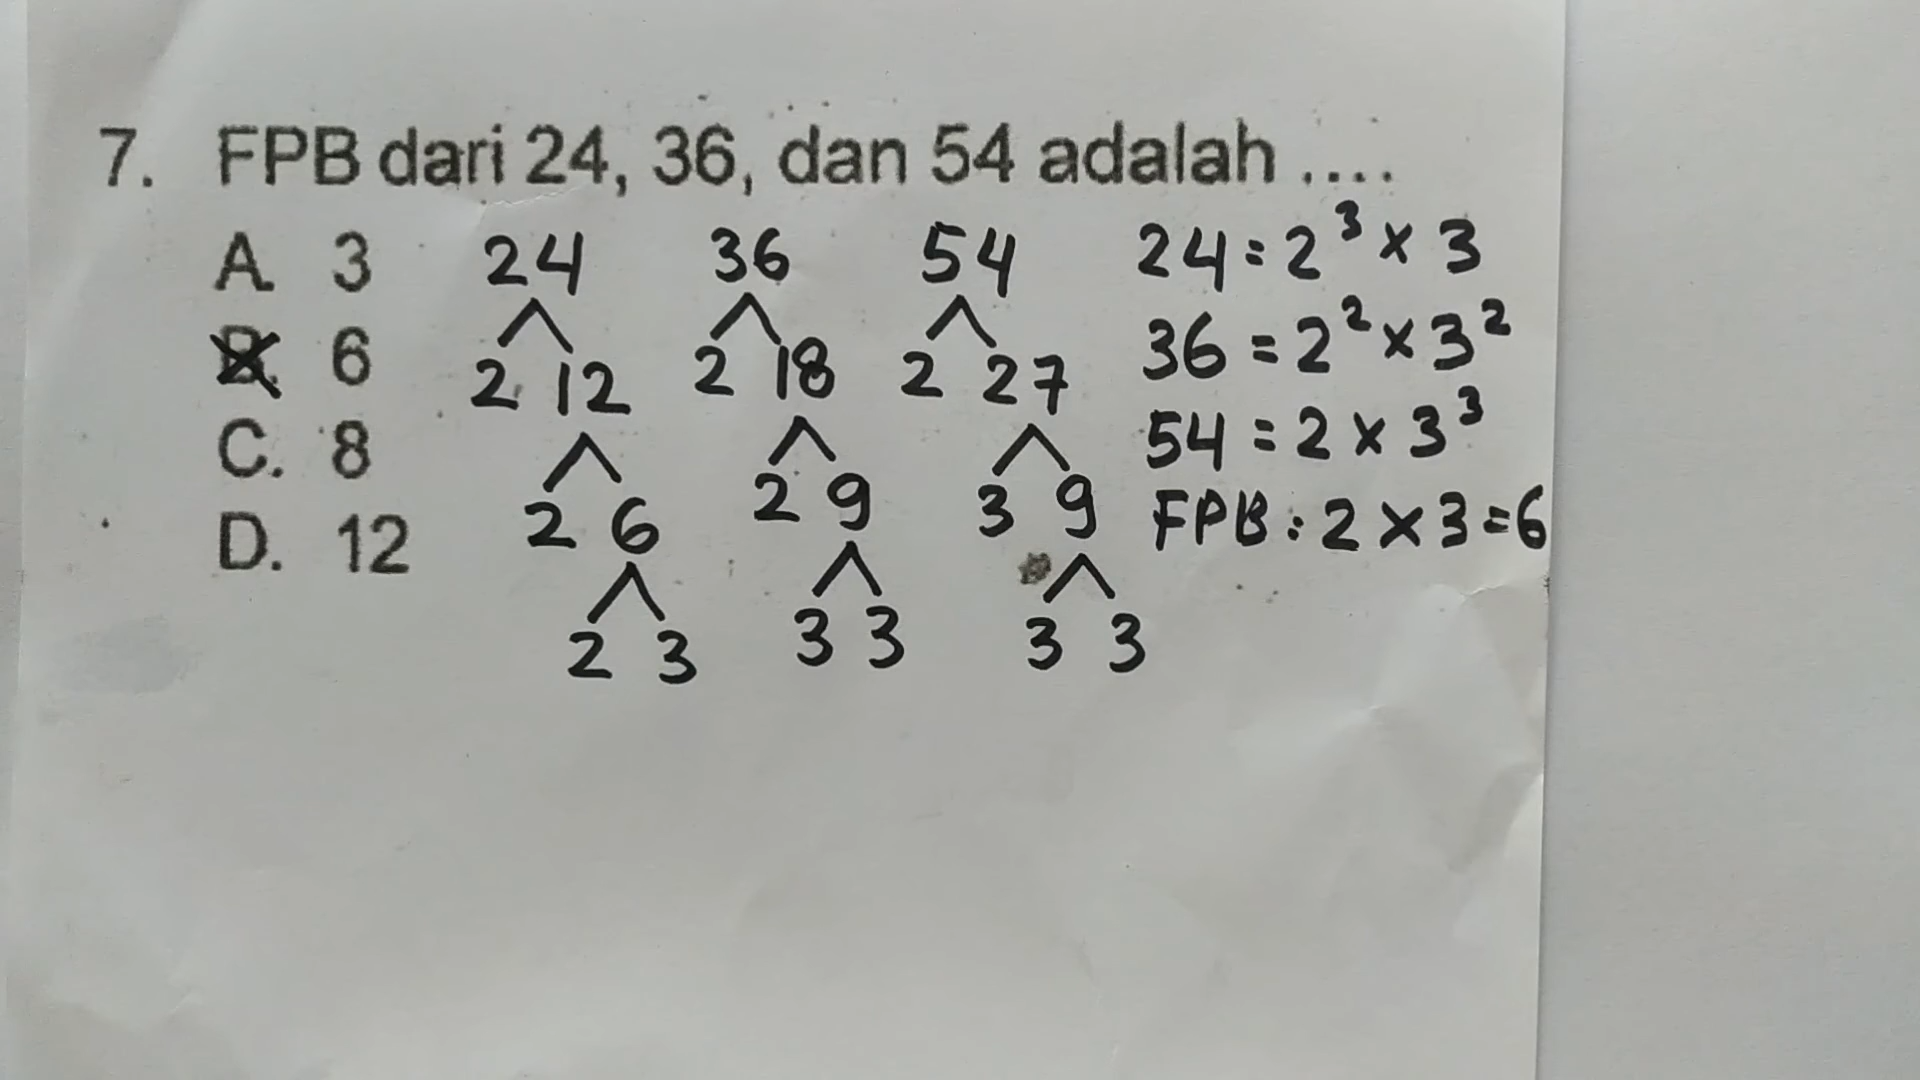 7. FPB dari 24, 36, dan 54 adalah ....
A. 3
B. 6
C. 8
D. 12
24 36 54
2 12 2 18 2 27
2 6 2 9 3 9
2 3 3 3 3 3
24 = 2³ × 3
36 = 2² × 3²
54 = 2 × 3³
FPB : 2 × 3 = 6